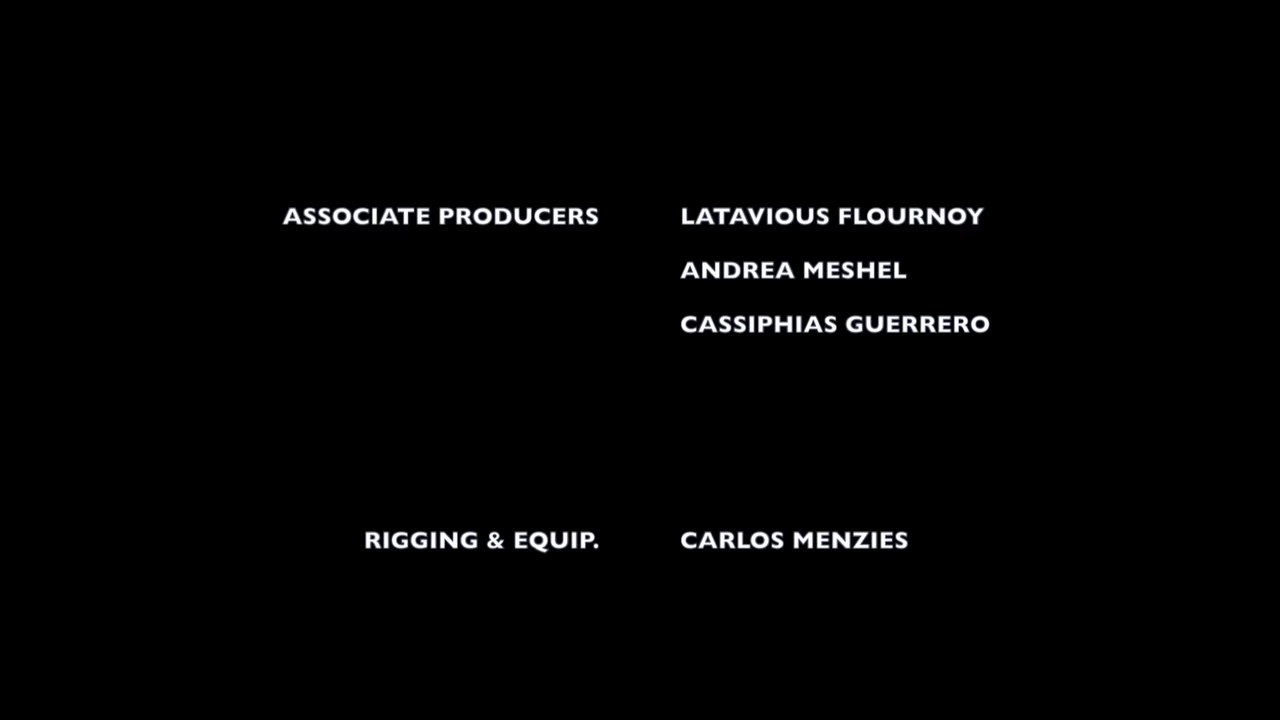 ASSOCIATE PRODUCERS LATAVIOUS FLOURNOY
ANDREA MESHEL
CASSIPHIAS GUERRERO
RIGGING & EQUIP. CARLOS MENZIES